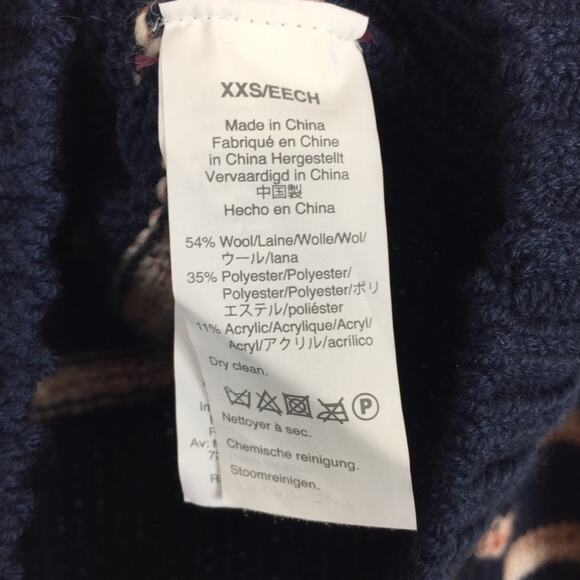 XXS/EECH
Made in China
Fabriqué en Chine
in China Hergestellt
Vervaardigd in China
中国製
Hecho en China
54% Wool/Laine/Wolle/Wol/
ウール/lana
35% Polyester/Polyester/
Polyester/Polyester/ポリ
エステル/poliéster
11% Acrylic/Acrylique/Acryl/
Acryl/アクリル/acrílico
Dry clean.
P
Nettoyer à sec.
Chemische reinigung.
Stoomreinigen.